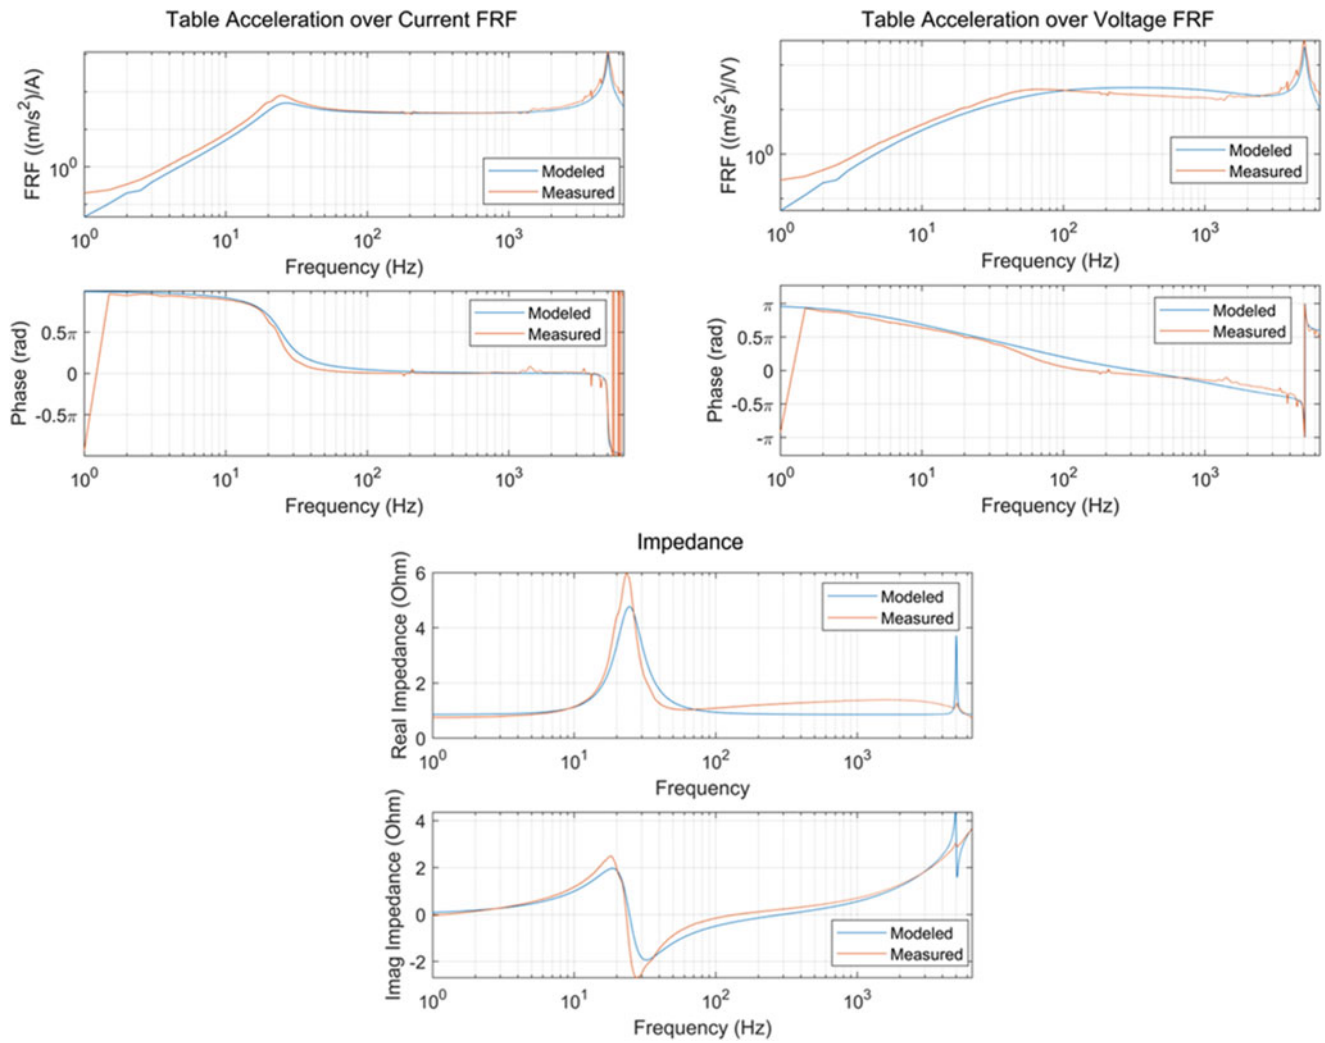 Table Acceleration over Current FRF
FRF ((m/s²)/A)
10⁰
Modeled
Measured
10⁰ 10¹ 10² 10³
Frequency (Hz)
Phase (rad)
0.5π
0
-0.5π
Modeled
Measured
10⁰ 10¹ 10² 10³
Frequency (Hz)
Table Acceleration over Voltage FRF
FRF ((m/s²)/V)
10⁰
Modeled
Measured
10⁰ 10¹ 10² 10³
Frequency (Hz)
Phase (rad)
π
0.5π
0
-0.5π
-π
Modeled
Measured
10⁰ 10¹ 10² 10³
Frequency (Hz)
Impedance
Real Impedance (Ohm)
6
4
2
0
Modeled
Measured
10⁰ 10¹ 10² 10³
Frequency
Imag Impedance (Ohm)
4
2
0
-2
Modeled
Measured
10⁰ 10¹ 10² 10³
Frequency (Hz)